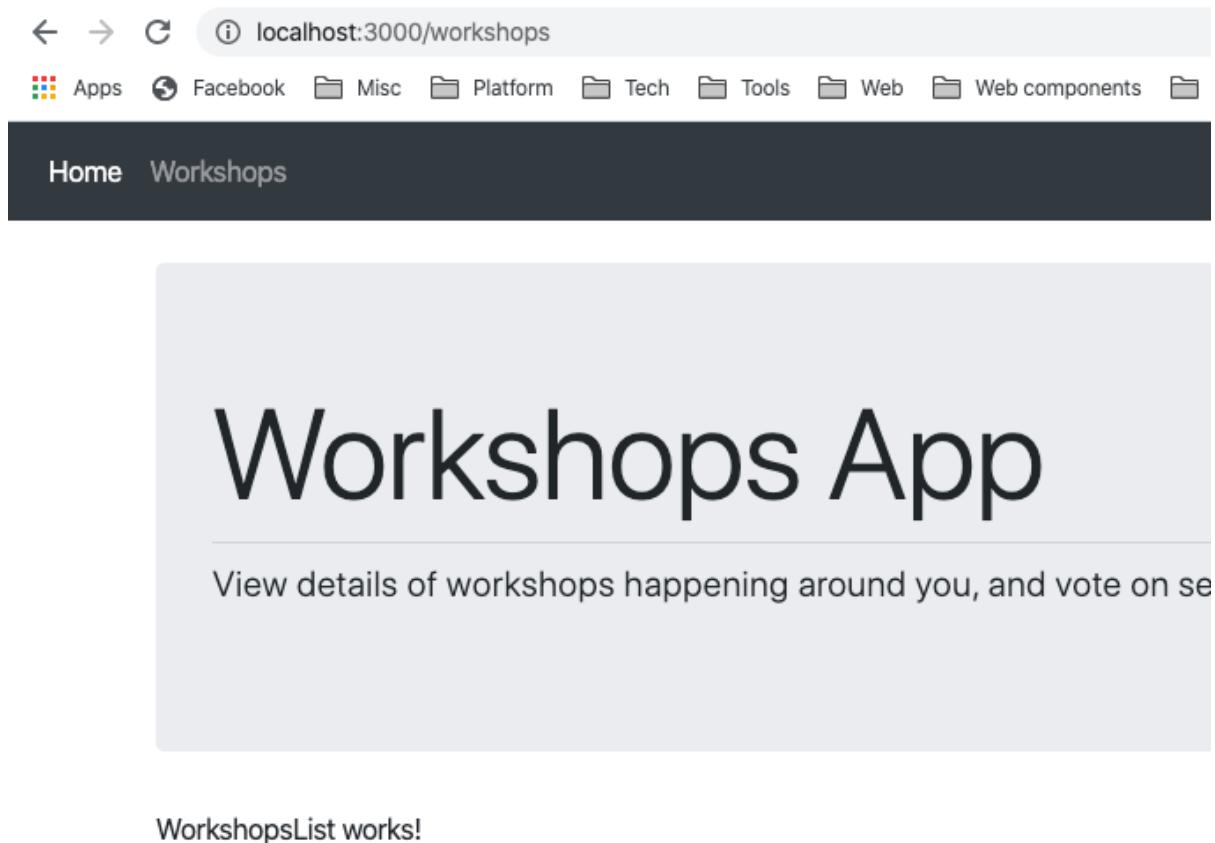 localhost:3000/workshops
Apps Facebook Misc Platform Tech Tools Web Web components
Home Workshops
Workshops App
View details of workshops happening around you, and vote on se
WorkshopsList works!